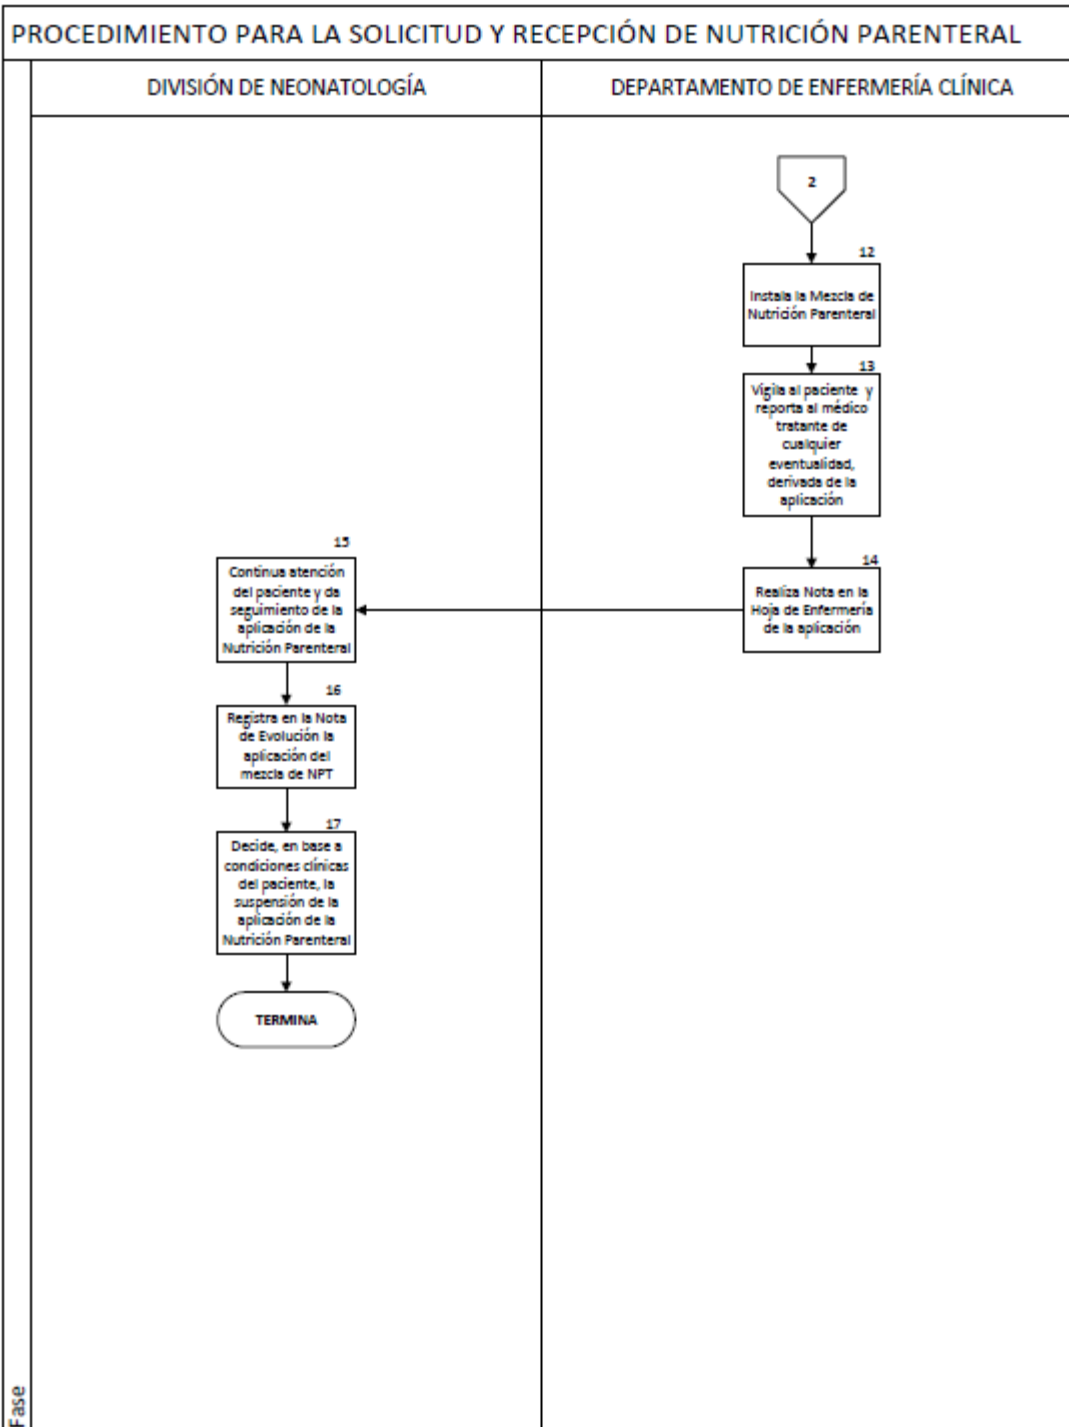 PROCEDIMIENTO PARA LA SOLICITUD Y RECEPCIÓN DE NUTRICIÓN PARENTERAL
DIVISIÓN DE NEONATOLOGÍA
DEPARTAMENTO DE ENFERMERÍA CLÍNICA
2
12
Instala la Mezcla de
Nutrición Parenteral
13
Vigila al paciente y
reporta al médico
tratante de
cualquier
eventualidad,
derivada de la
aplicación
14
Realiza Nota en la
Hoja de Enfermería
de la aplicación
15
Continua atención
del paciente y da
seguimiento de la
aplicación de la
Nutrición Parenteral
16
Registra en la Nota
de Evolución la
aplicación del
mezcla de NPT
17
Decide, en base a
condiciones clínicas
del paciente, la
suspensión de la
aplicación de la
Nutrición Parenteral
TERMINA
Fase